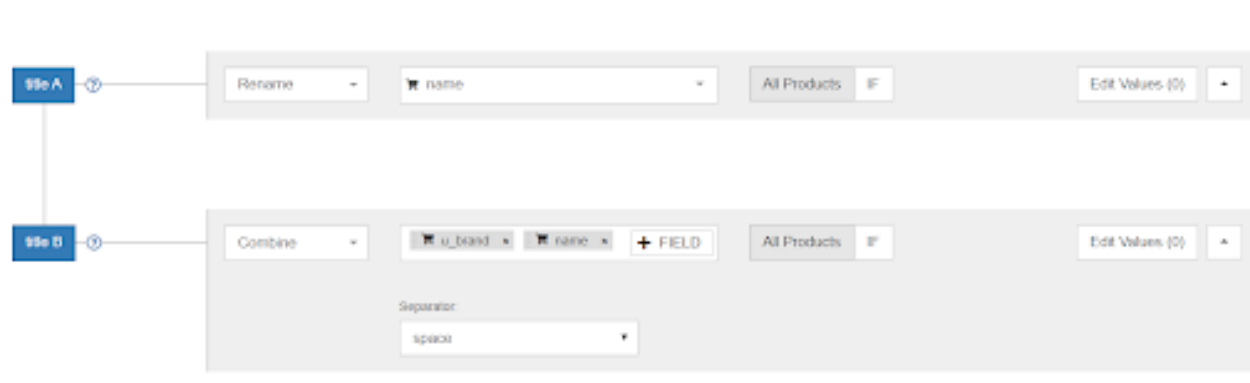 title A ? Rename name All Products IF Edit Values (0)
title B ? Combine u_brand x name x + FIELD All Products IF Edit Values (0)
Separator:
space